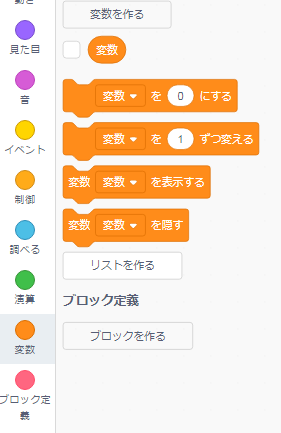 動き
見た目
音
イベント
制御
調べる
演算
変数
ブロック定
義
変数を作る
変数
変数 を 0 にする
変数 を 1 ずつ変える
変数 変数 を表示する
変数 変数 を隠す
リストを作る
ブロック定義
ブロックを作る